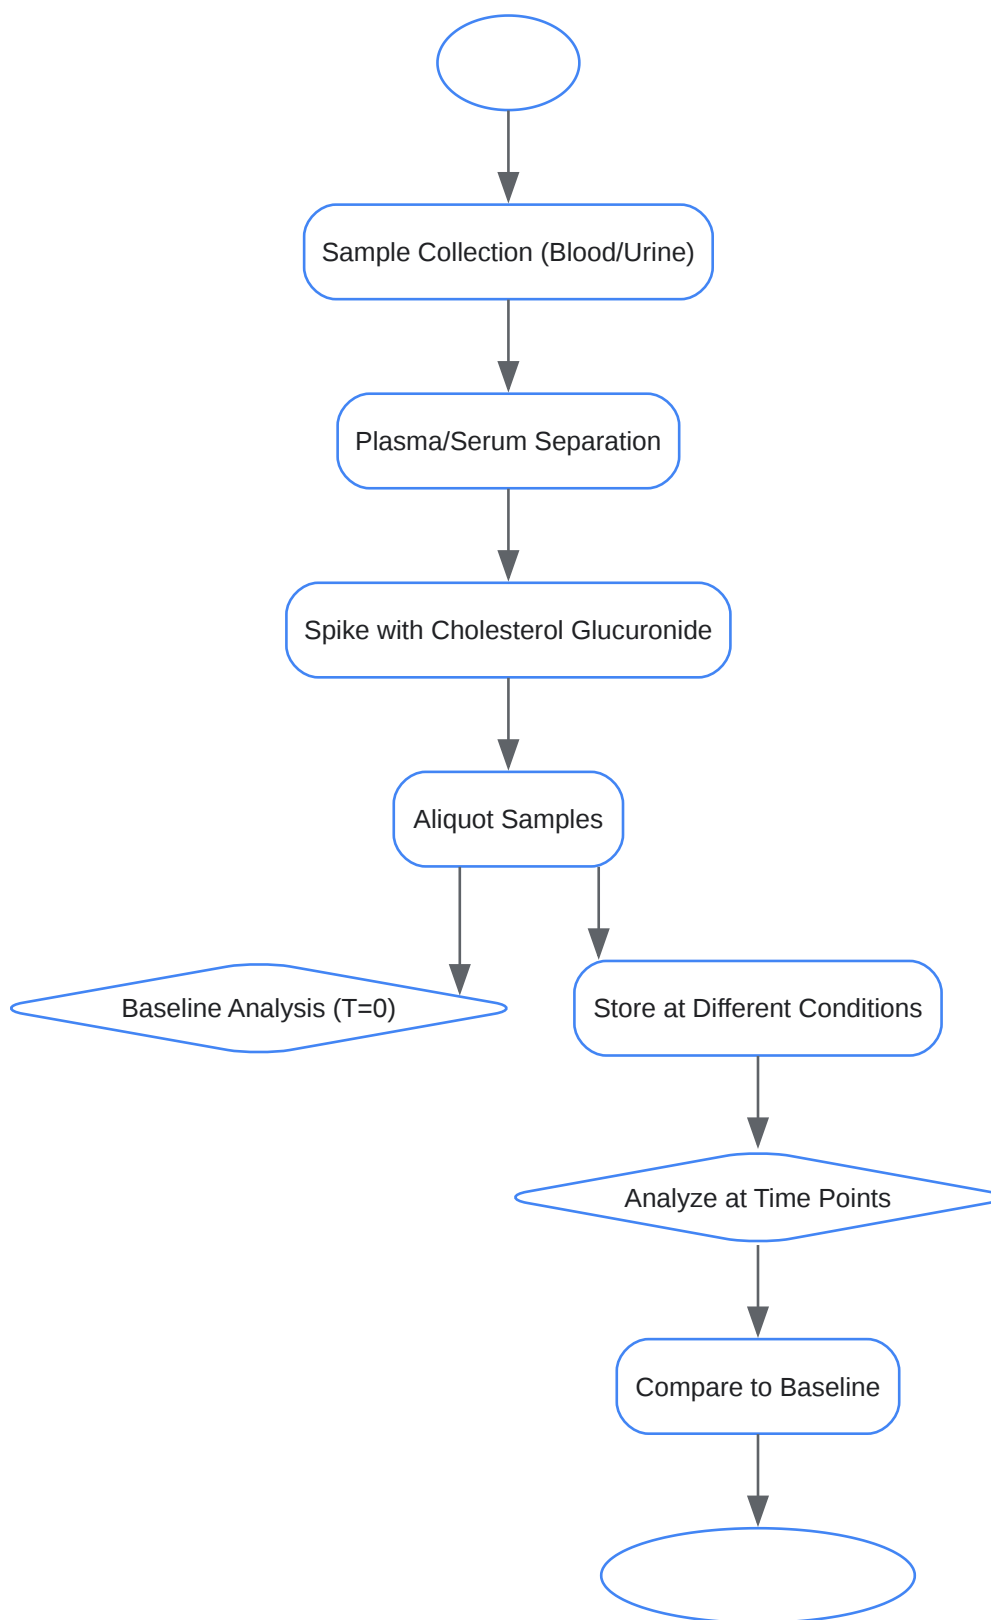 Sample Collection (Blood/Urine)
Plasma/Serum Separation
Spike with Cholesterol Glucuronide
Aliquot Samples
Baseline Analysis (T=0)
Store at Different Conditions
Analyze at Time Points
Compare to Baseline